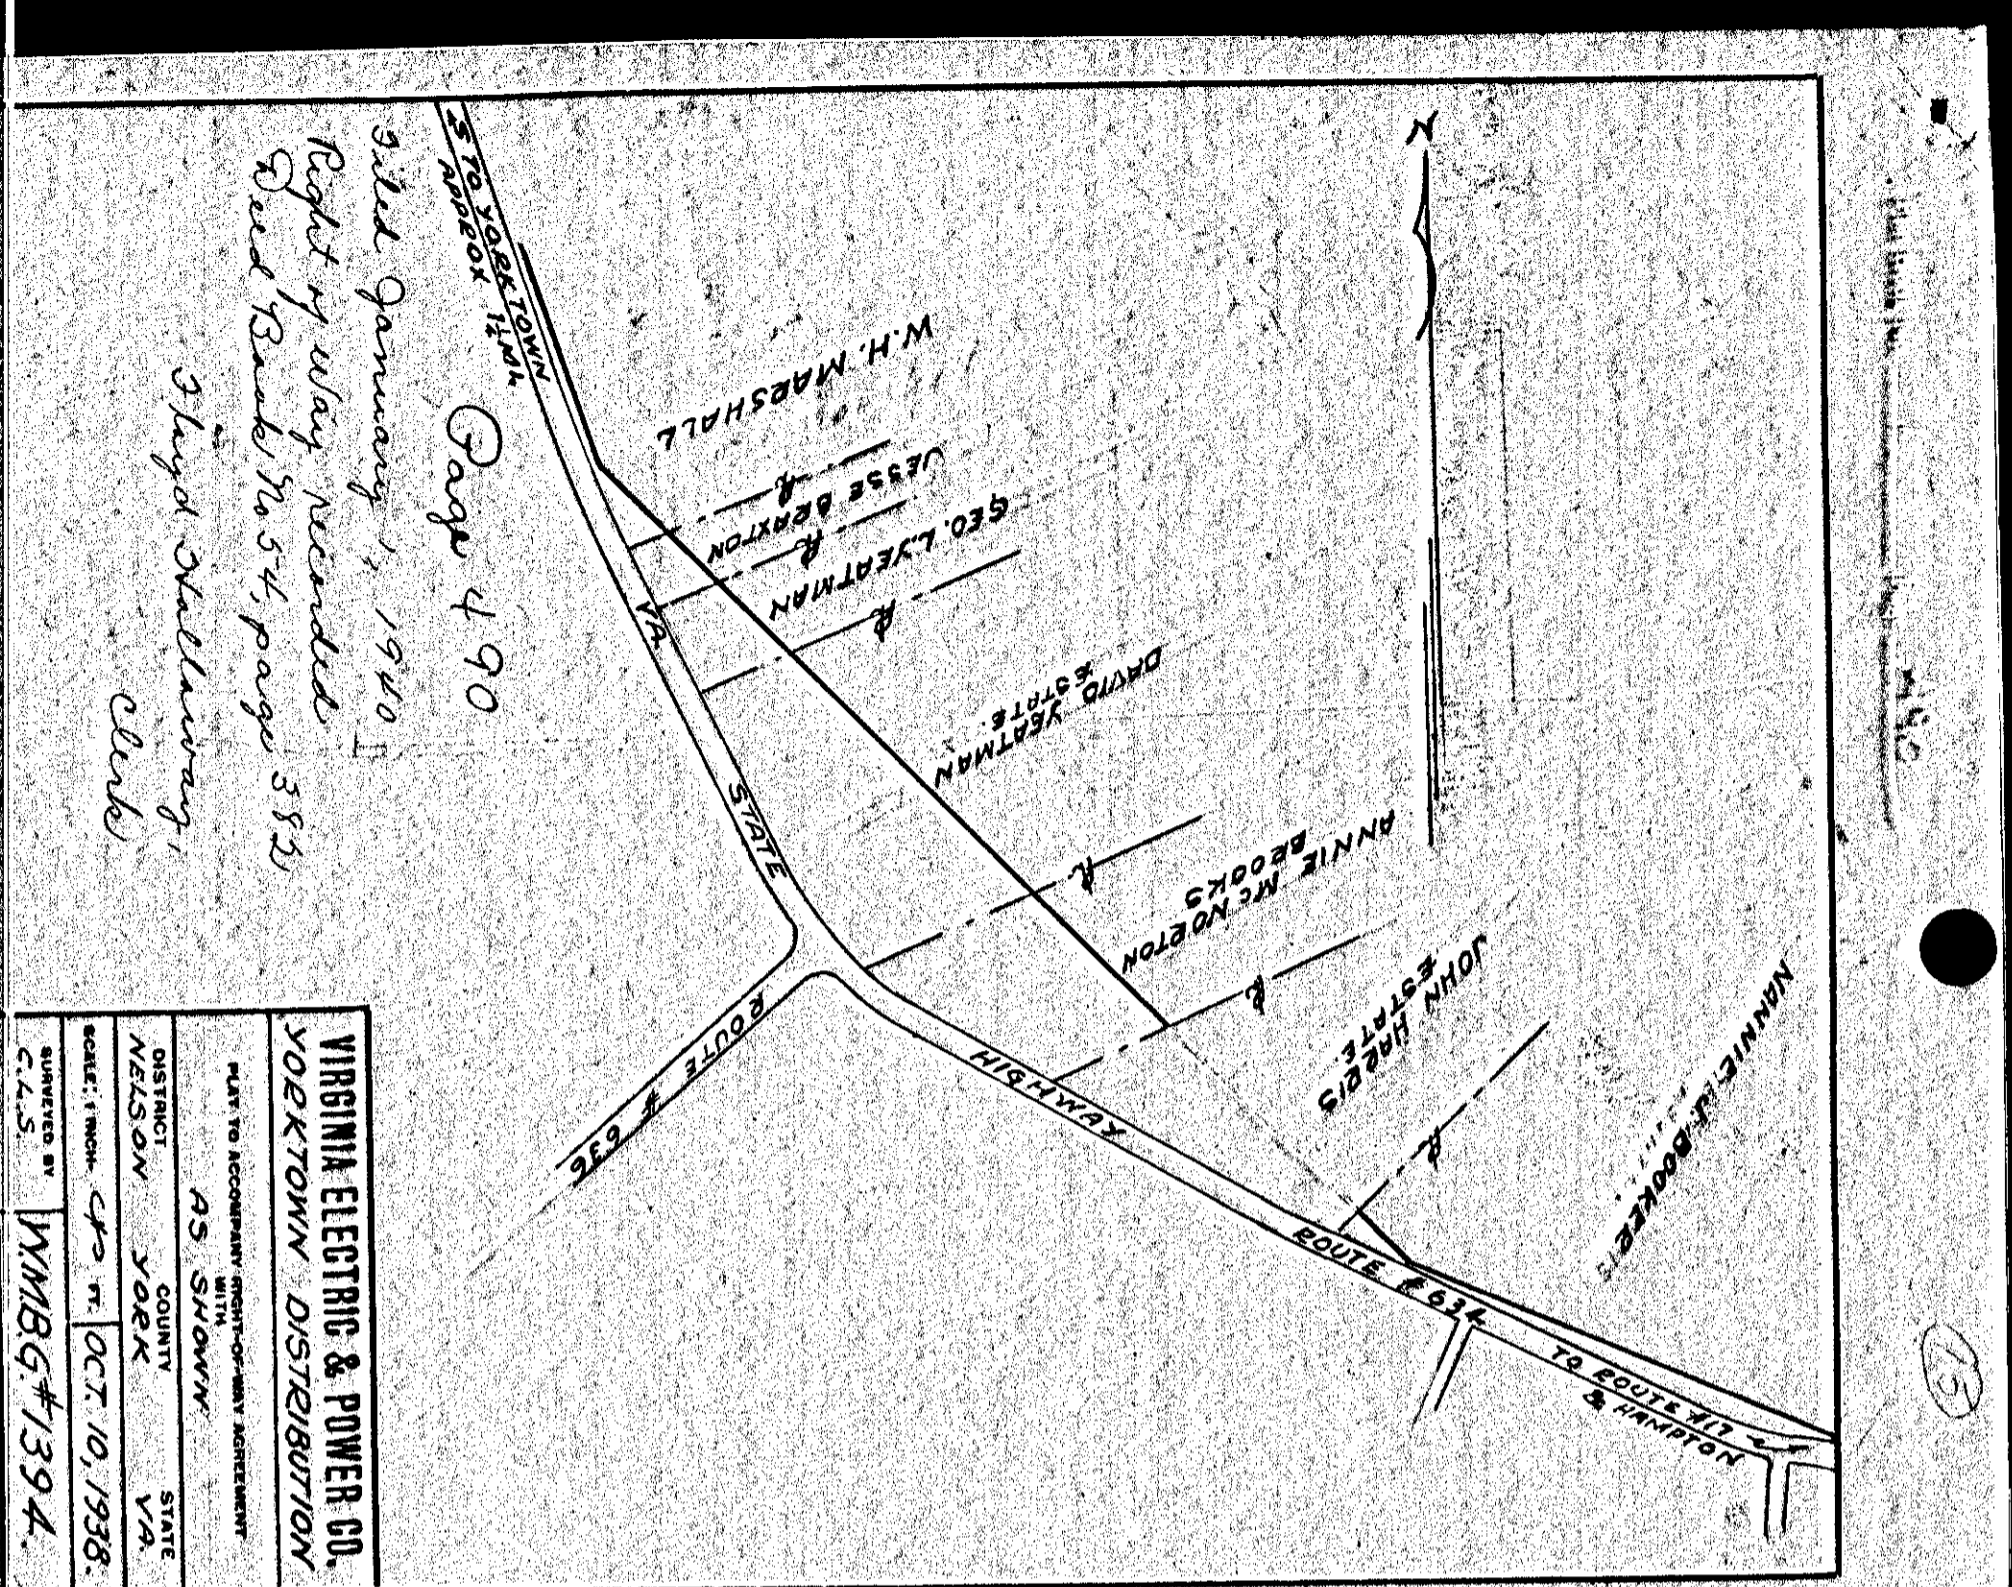 N
W.H. MARSHALL
JESSE BRAXTON
GEO. L. YEATMAN
DAVID YEATMAN
ESTATE.
ANNIE McNORTON
BROOKS
JOHN HARRIS
ESTATE.
NANNIE BOOKER
TO YORKTOWN
APPROX 1½ MI.
VA. STATE HIGHWAY ROUTE # 634
ROUTE # 636
TO ROUTE #17
& HAMPTON
Page 490
Filed January 1, 1940
Right of way recorded
Deed Book No 54, page 382
Floyd Holloway,
Clerk
VIRGINIA ELECTRIC & POWER CO.
YORKTOWN DISTRIBUTION
PLAT TO ACCOMPANY RIGHT-OF-WAY AGREEMENT
WITH
AS SHOWN
DISTRICT COUNTY STATE
NELSON YORK VA.
SCALE: 1 INCH= FT. OCT. 10, 1938.
SURVEYED BY
C.L.S. WMBG.#1394.
15